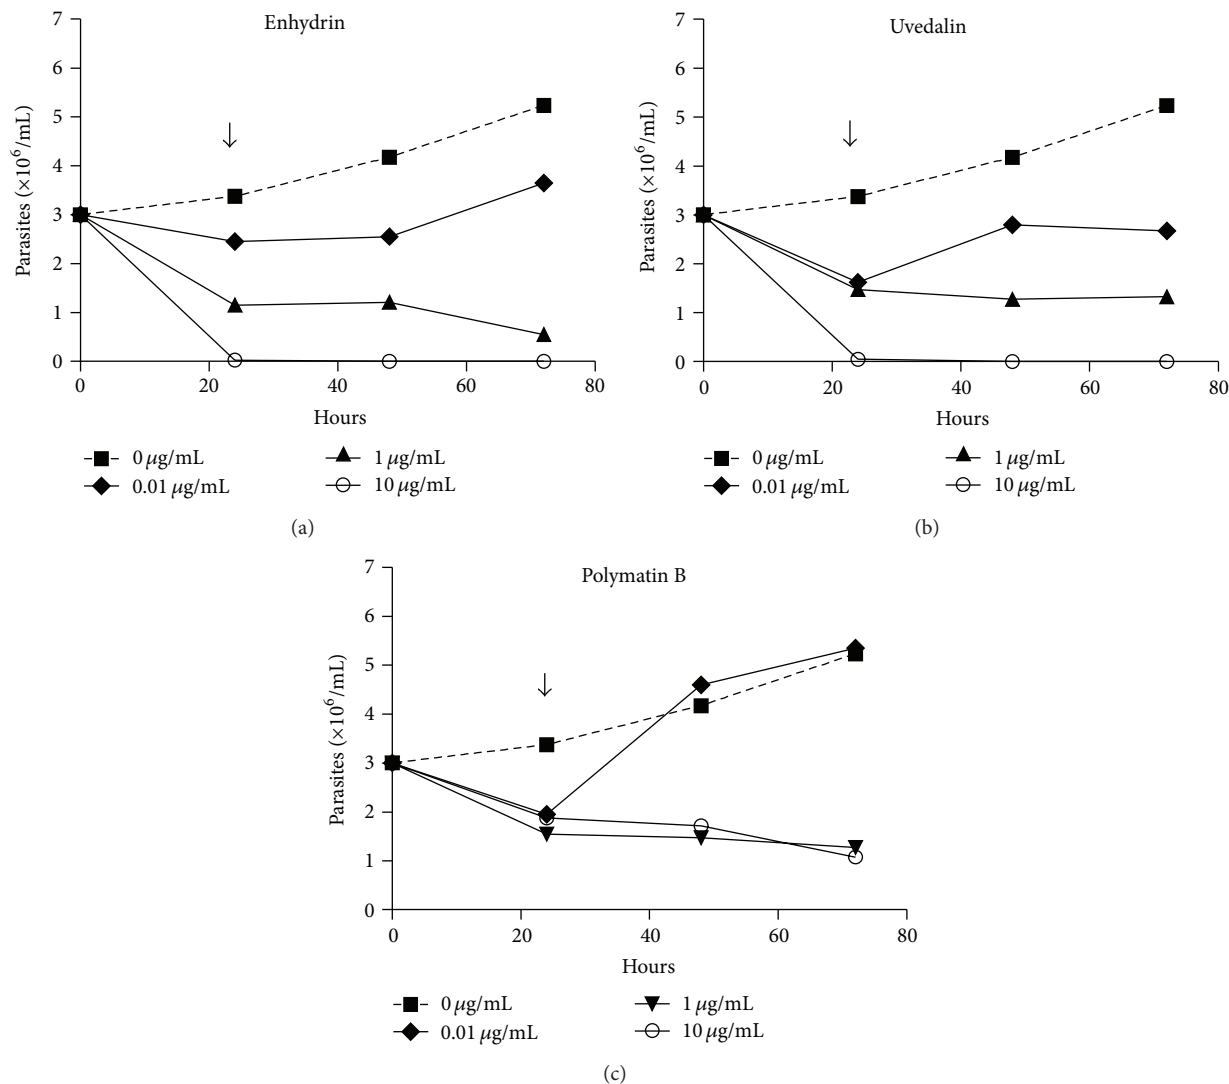 Enhydrin
Parasites (×10⁶/mL)
7
6
5
4
3
2
1
0
0 20 40 60 80
Hours
0 μg/mL 1 μg/mL
0.01 μg/mL 10 μg/mL
(a)
Uvedalin
Parasites (×10⁶/mL)
7
6
5
4
3
2
1
0
0 20 40 60 80
Hours
0 μg/mL 1 μg/mL
0.01 μg/mL 10 μg/mL
(b)
Polymatin B
Parasites (×10⁶/mL)
7
6
5
4
3
2
1
0
0 20 40 60 80
Hours
0 μg/mL 1 μg/mL
0.01 μg/mL 10 μg/mL
(c)